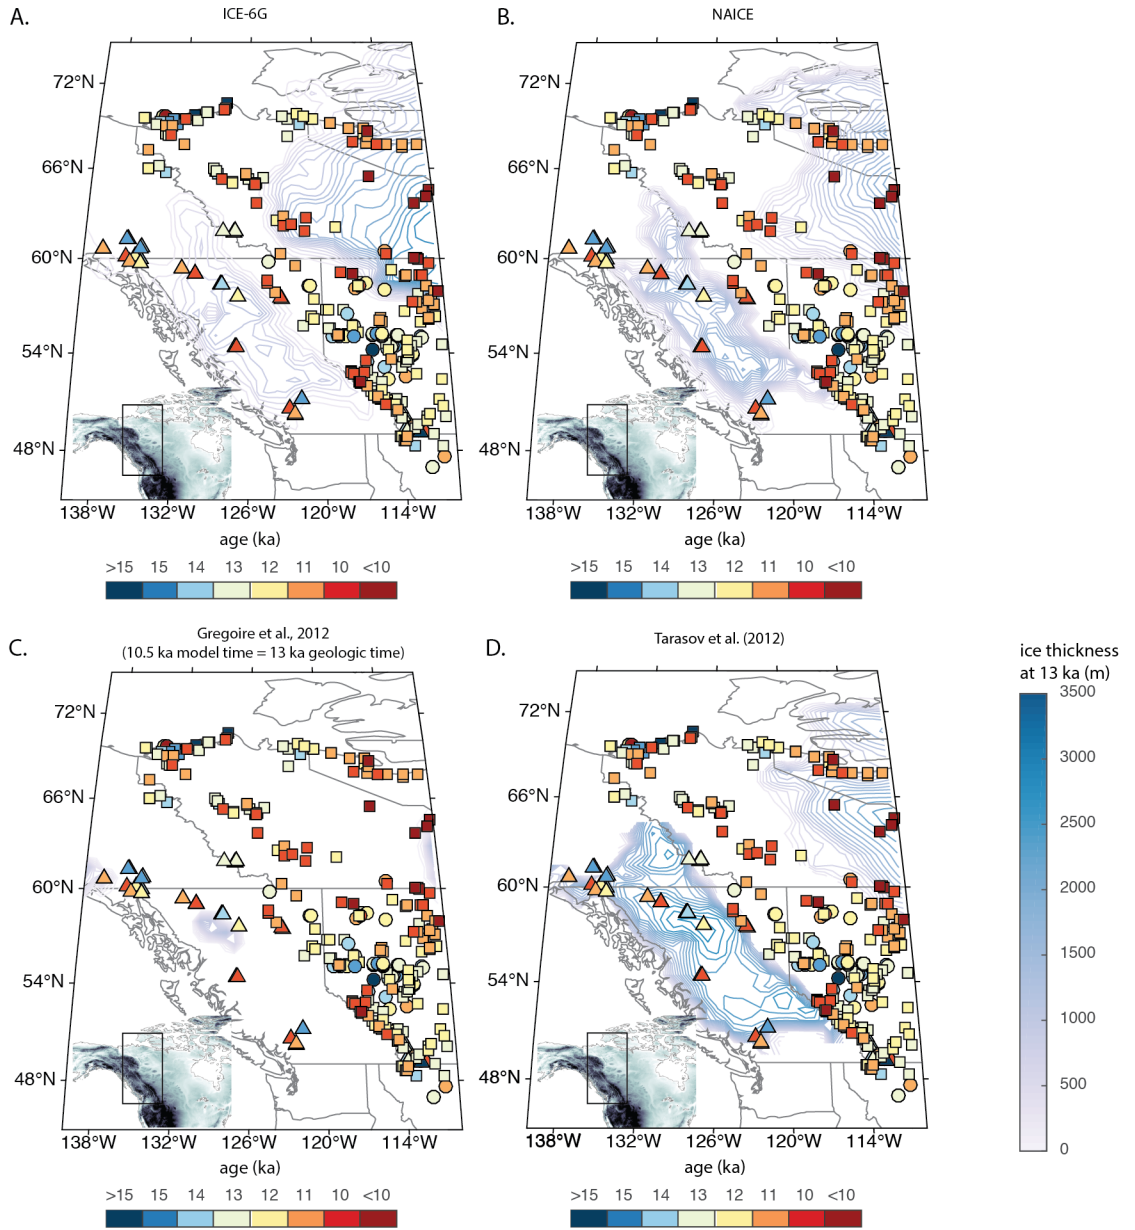 A.
ICE-6G
72°N
66°N
60°N
54°N
48°N
138°W 132°W 126°W 120°W 114°W
age (ka)
>15 15 14 13 12 11 10 <10
B.
NAICE
72°N
66°N
60°N
54°N
48°N
138°W 132°W 126°W 120°W 114°W
age (ka)
>15 15 14 13 12 11 10 <10
C.
Gregoire et al., 2012
(10.5 ka model time = 13 ka geologic time)
72°N
66°N
60°N
54°N
48°N
138°W 132°W 126°W 120°W 114°W
age (ka)
>15 15 14 13 12 11 10 <10
D.
Tarasov et al. (2012)
72°N
66°N
60°N
54°N
48°N
138°W 132°W 126°W 120°W 114°W
age (ka)
>15 15 14 13 12 11 10 <10
ice thickness
at 13 ka (m)
3500
3000
2500
2000
1500
1000
500
0